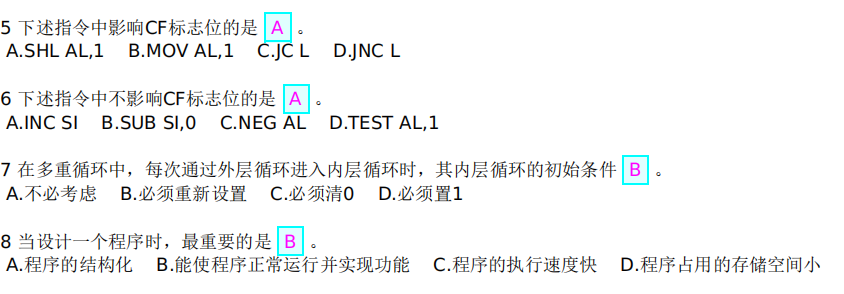 5 下述指令中影响CF标志位的是 A 。
A.SHL AL,1 B.MOV AL,1 C.JC L D.JNC L
6 下述指令中不影响CF标志位的是 A 。
A.INC SI B.SUB SI,0 C.NEG AL D.TEST AL,1
7 在多重循环中，每次通过外层循环进入内层循环时，其内层循环的初始条件 B 。
A.不必考虑 B.必须重新设置 C.必须清0 D.必须置1
8 当设计一个程序时，最重要的是 B 。
A.程序的结构化 B.能使程序正常运行并实现功能 C.程序的执行速度快 D.程序占用的存储空间小